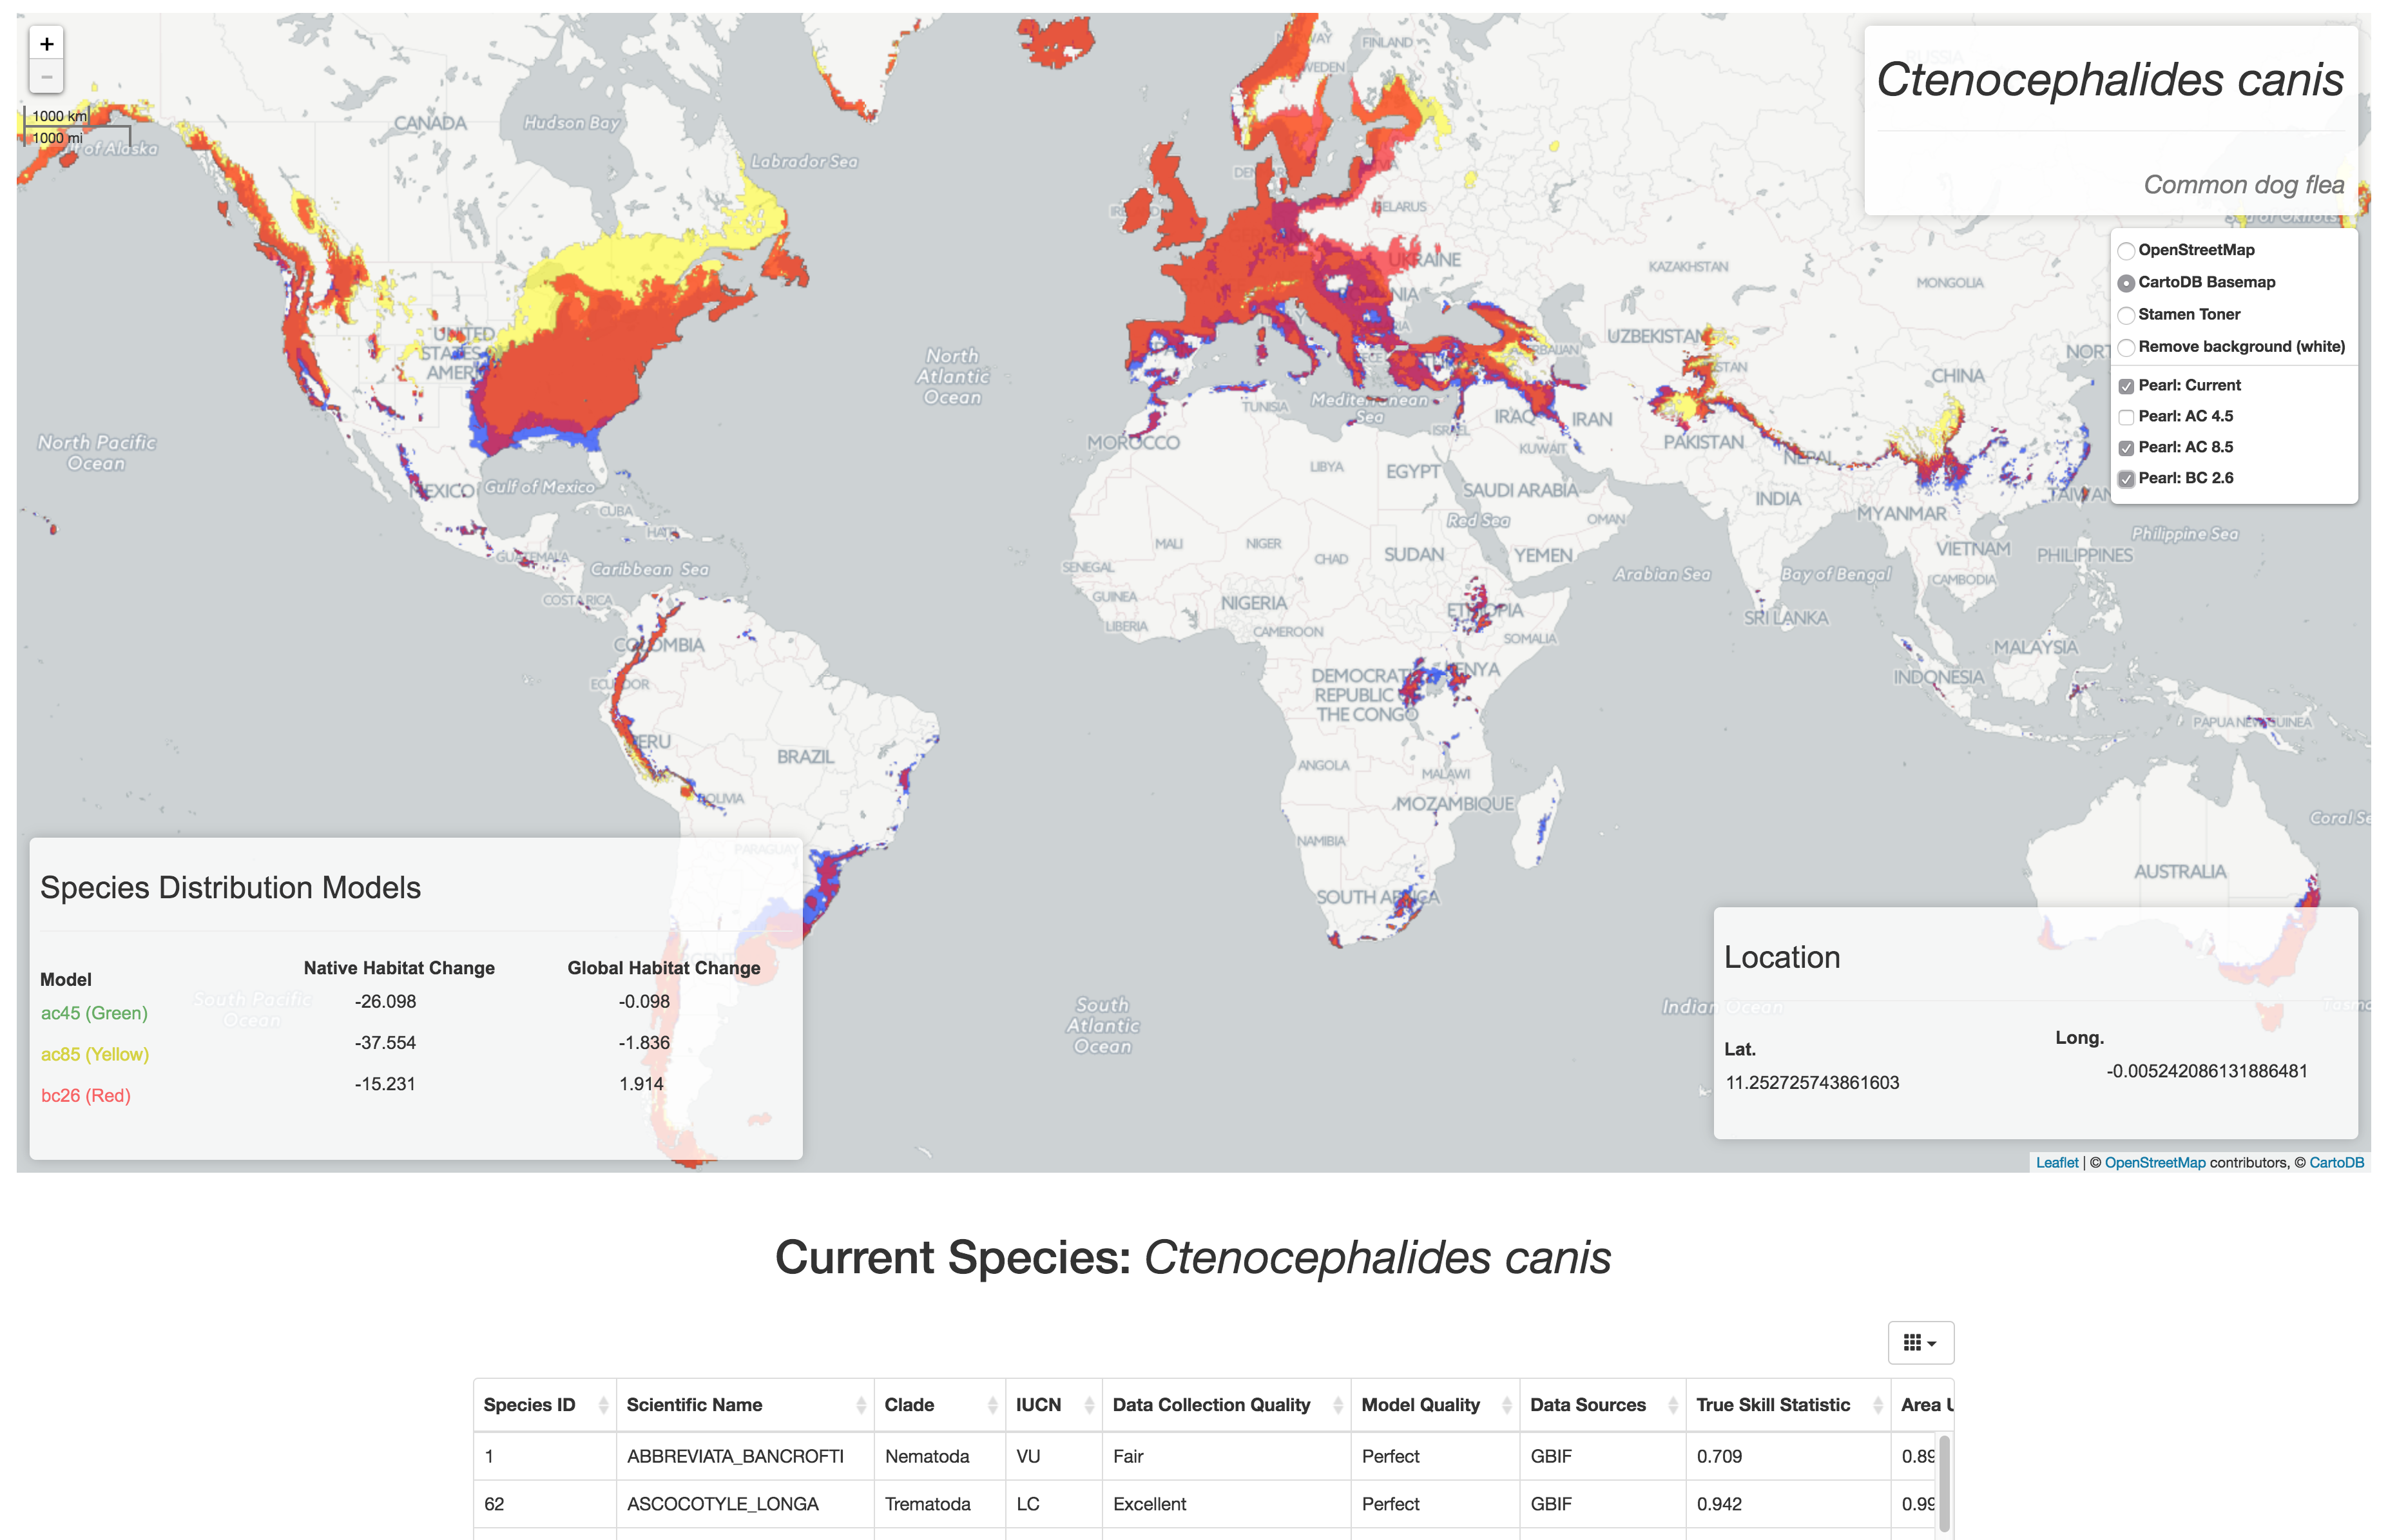 +
−
1000 km
1000 mi
Ctenocephalides canis
Common dog flea
OpenStreetMap
CartoDB Basemap
Stamen Toner
Remove background (white)
Pearl: Current
Pearl: AC 4.5
Pearl: AC 8.5
Pearl: BC 2.6
FINLAND
CANADA
Hudson Bay
of Alaska
Labrador Sea
BELARUS
UKRAINE
KAZAKHSTAN
MONGOLIA
UNITED
STATES
UZBEKISTAN
North
Atlantic
Ocean
CHINA
TUNISIA
Mediterranean
Sea
IRAQ
IRAN
ISRAEL
KUWAIT
PAKISTAN
NEPAL
MOROCCO
North Pacific
Ocean
LIBYA
EGYPT
MEXICO
Gulf of Mexico
SAUDI ARABIA
INDIA
TAIWAN
CUBA
Red Sea
OMAN
MYANMAR
Philippine Sea
HAITI
MALI
NIGER
CHAD
SUDAN
YEMEN
VIETNAM
PHILIPPINES
GUATEMALA
Caribbean Sea
SENEGAL
Arabian Sea
Bay of Bengal
CAMBODIA
COSTA RICA
GUINEA
NIGERIA
ETHIOPIA
SRI LANKA
LIBERIA
CAMEROON
SOMALIA
COLOMBIA
MALAYSIA
ECUADOR
DEMOCRATIC
REPUBLIC
THE CONGO
KENYA
INDONESIA
PAPUA NEW GUINEA
PERU
BRAZIL
ANGOLA
MALAWI
BOLIVIA
MOZAMBIQUE
NAMIBIA
PARAGUAY
Coral Se
AUSTRALIA
SOUTH AFRICA
South
Atlantic
Ocean
Indian Ocean
South Pacific
Ocean
Species Distribution Models
Model Native Habitat Change Global Habitat Change
ac45 (Green) -26.098 -0.098
ac85 (Yellow) -37.554 -1.836
bc26 (Red) -15.231 1.914
Location
Lat. Long.
11.252725743861603 -0.005242086131886481
Leaflet | © OpenStreetMap contributors, © CartoDB
Current Species: Ctenocephalides canis
Species ID Scientific Name Clade IUCN Data Collection Quality Model Quality Data Sources True Skill Statistic Area U
1 ABBREVIATA_BANCROFTI Nematoda VU Fair Perfect GBIF 0.709 0.89
62 ASCOCOTYLE_LONGA Trematoda LC Excellent Perfect GBIF 0.942 0.99